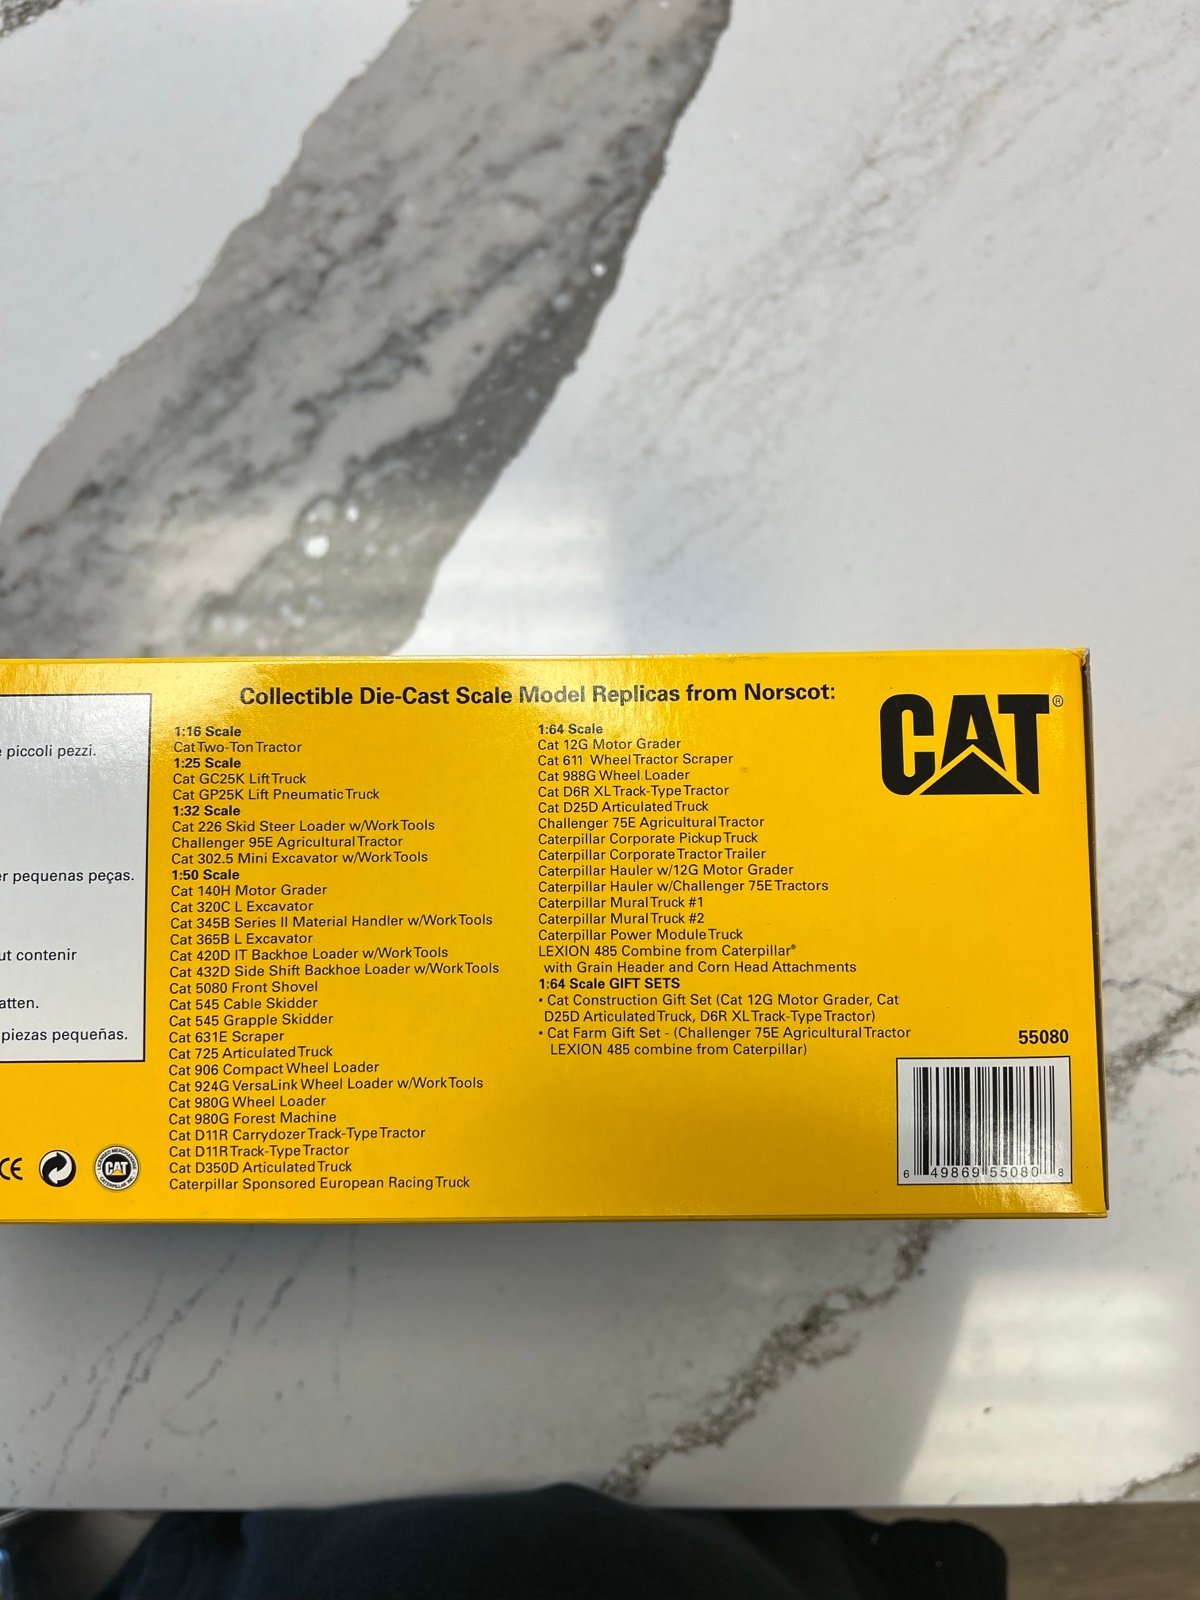 e piccoli pezzi.
er pequenas peças.
ut contenir
atten.
piezas pequeñas.
CE
LICENSED MERCHANDISE
CAT
CATERPILLAR INC.
Collectible Die-Cast Scale Model Replicas from Norscot:
1:16 Scale
Cat Two-Ton Tractor
1:25 Scale
Cat GC25K Lift Truck
Cat GP25K Lift Pneumatic Truck
1:32 Scale
Cat 226 Skid Steer Loader w/Work Tools
Challenger 95E Agricultural Tractor
Cat 302.5 Mini Excavator w/Work Tools
1:50 Scale
Cat 140H Motor Grader
Cat 320C L Excavator
Cat 345B Series II Material Handler w/Work Tools
Cat 365B L Excavator
Cat 420D IT Backhoe Loader w/Work Tools
Cat 432D Side Shift Backhoe Loader w/Work Tools
Cat 5080 Front Shovel
Cat 545 Cable Skidder
Cat 545 Grapple Skidder
Cat 631E Scraper
Cat 725 Articulated Truck
Cat 906 Compact Wheel Loader
Cat 924G VersaLink Wheel Loader w/Work Tools
Cat 980G Wheel Loader
Cat 980G Forest Machine
Cat D11R Carrydozer Track-Type Tractor
Cat D11R Track-Type Tractor
Cat D350D Articulated Truck
Caterpillar Sponsored European Racing Truck
1:64 Scale
Cat 12G Motor Grader
Cat 611 Wheel Tractor Scraper
Cat 988G Wheel Loader
Cat D6R XL Track-Type Tractor
Cat D25D Articulated Truck
Challenger 75E Agricultural Tractor
Caterpillar Corporate Pickup Truck
Caterpillar Corporate Tractor Trailer
Caterpillar Hauler w/12G Motor Grader
Caterpillar Hauler w/Challenger 75E Tractors
Caterpillar Mural Truck #1
Caterpillar Mural Truck #2
Caterpillar Power Module Truck
LEXION 485 Combine from Caterpillar®
with Grain Header and Corn Head Attachments
1:64 Scale GIFT SETS
• Cat Construction Gift Set (Cat 12G Motor Grader, Cat
D25D Articulated Truck, D6R XL Track-Type Tractor)
• Cat Farm Gift Set - (Challenger 75E Agricultural Tractor
LEXION 485 combine from Caterpillar)
CAT®
55080
6 49869 55080 8